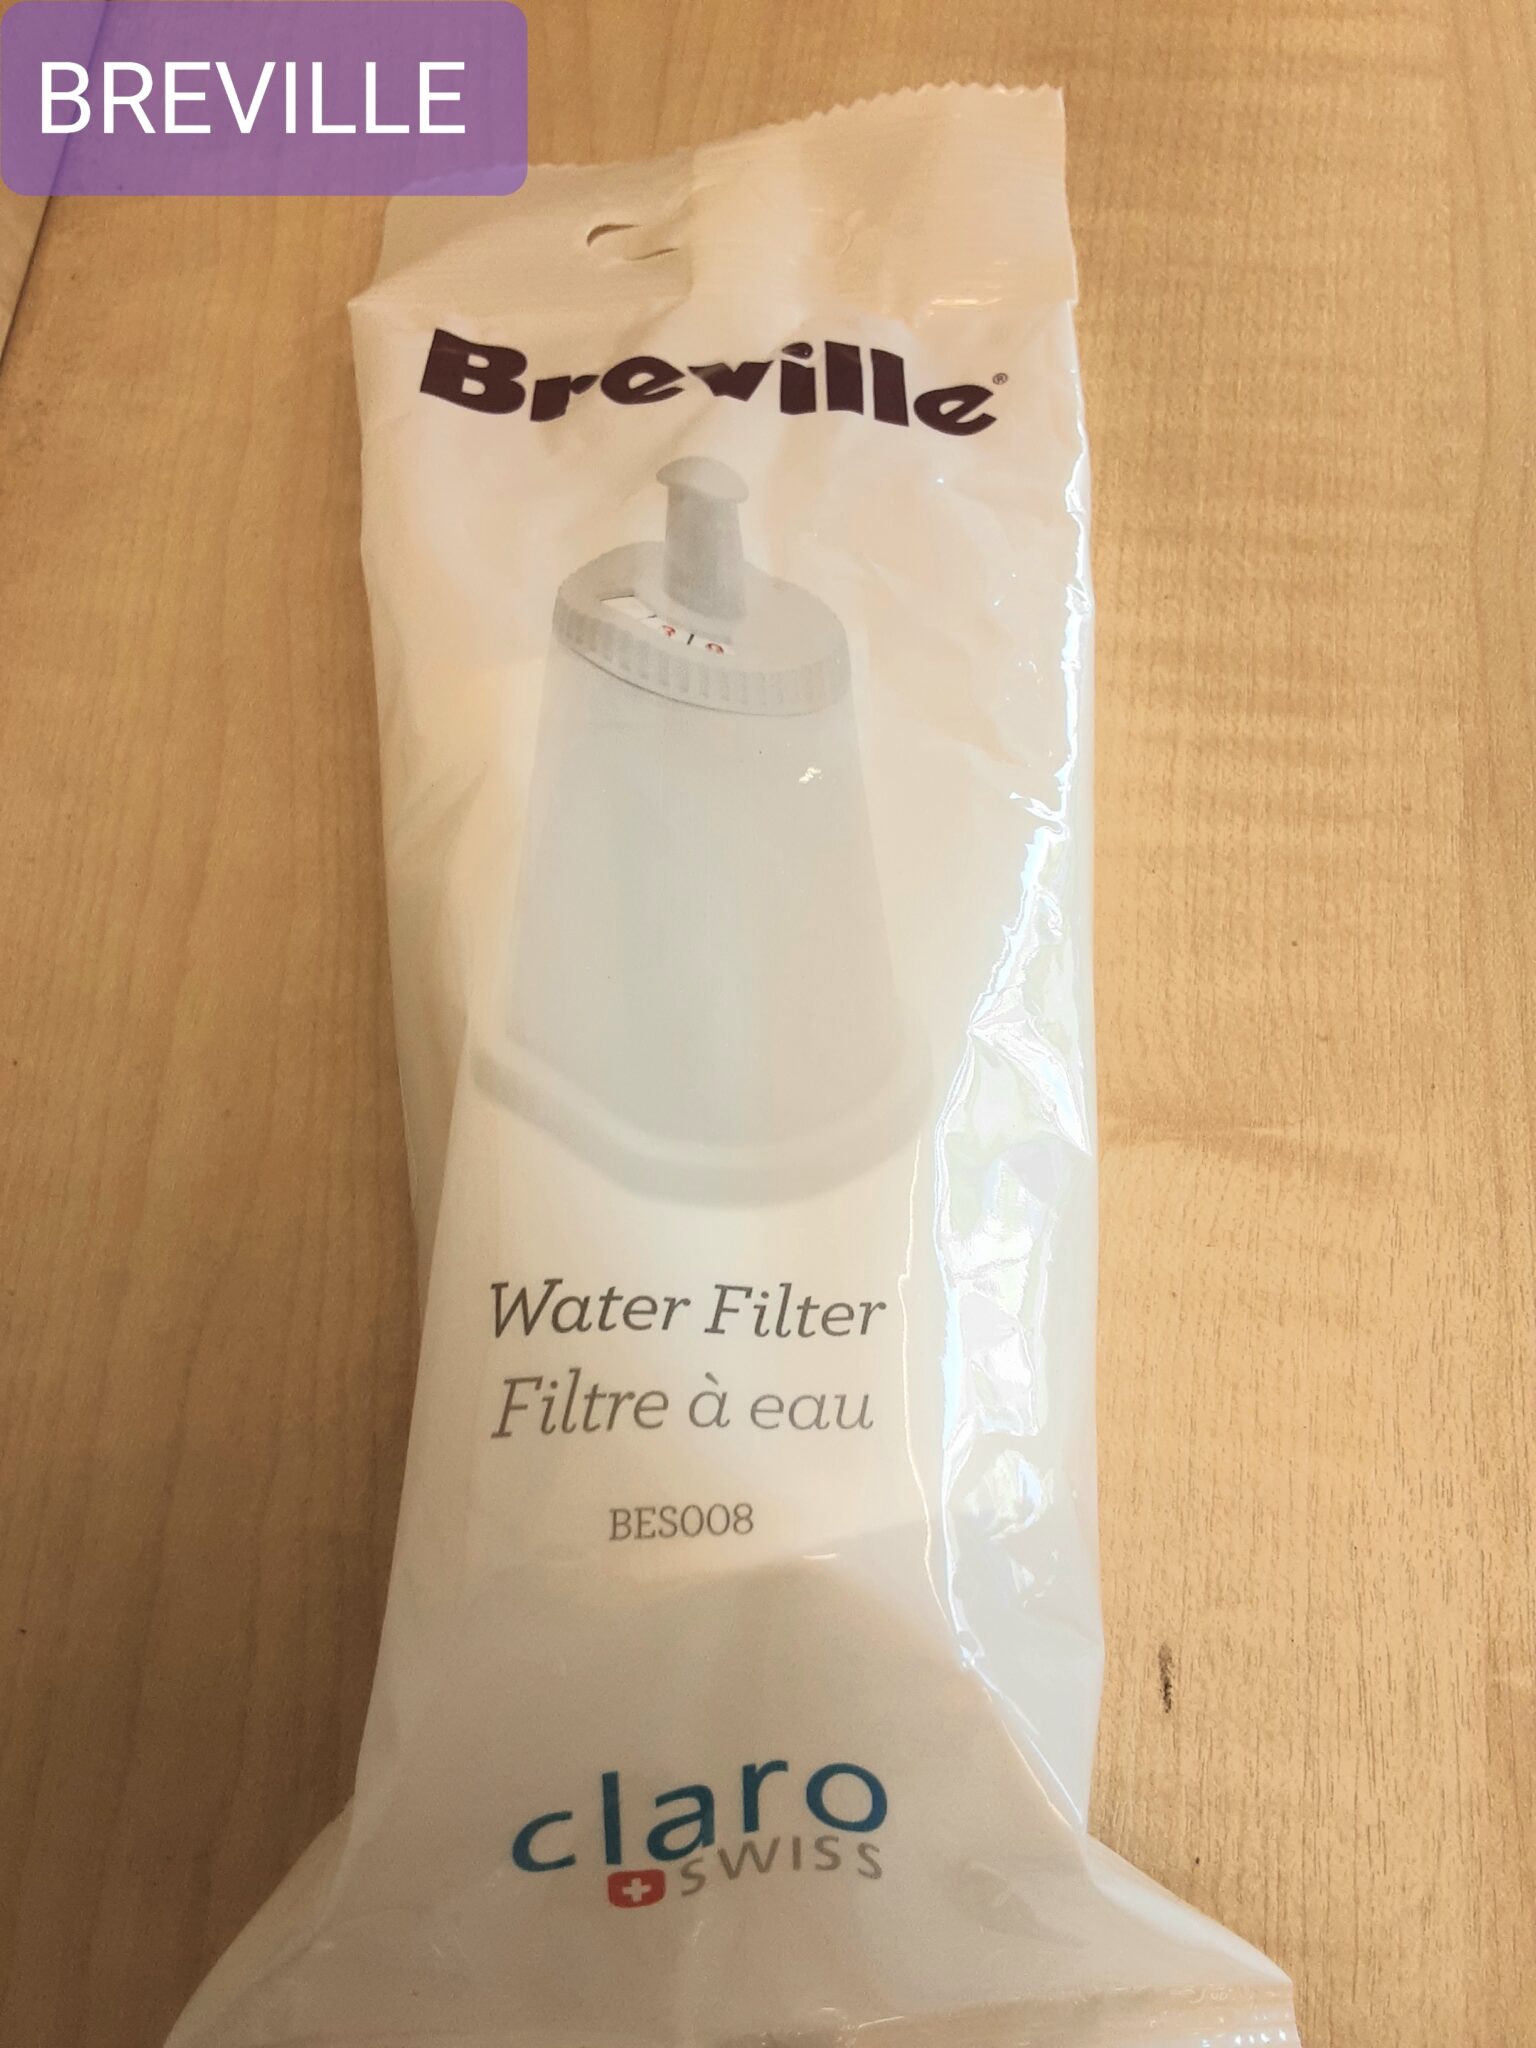 BREVILLE
Breville®
Water Filter
Filtre à eau
BES008
claro
SWISS